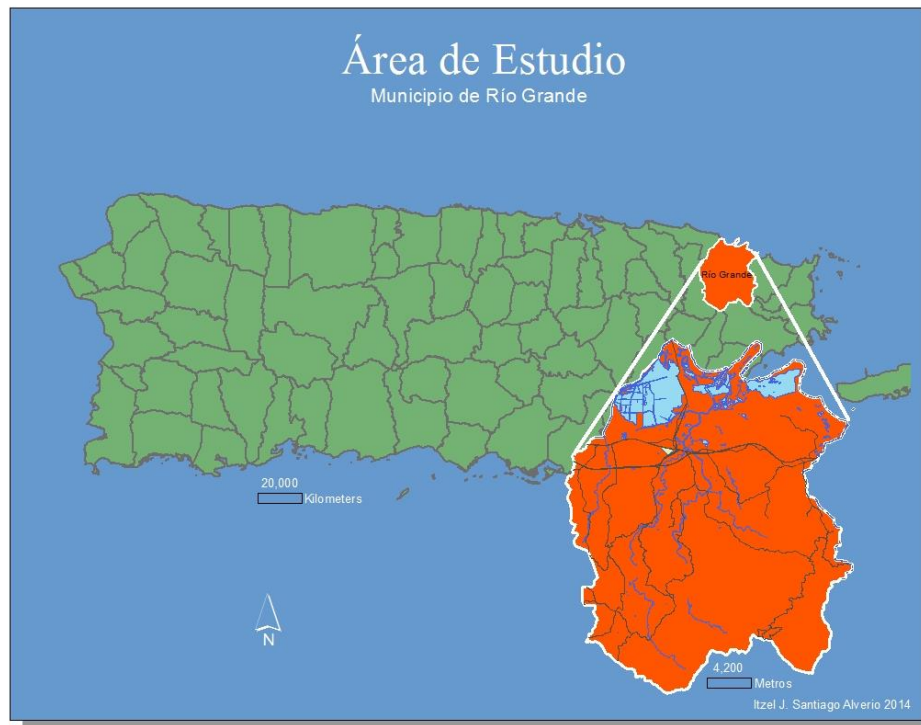 Área de Estudio
Municipio de Río Grande
Río Grande
20,000
Kilometers
N
4,200
Metros
Itzel J. Santiago Alverio 2014